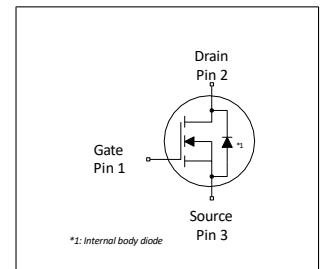 Drain
Pin 2
*1
Gate
Pin 1
Source
Pin 3
*1: Internal body diode